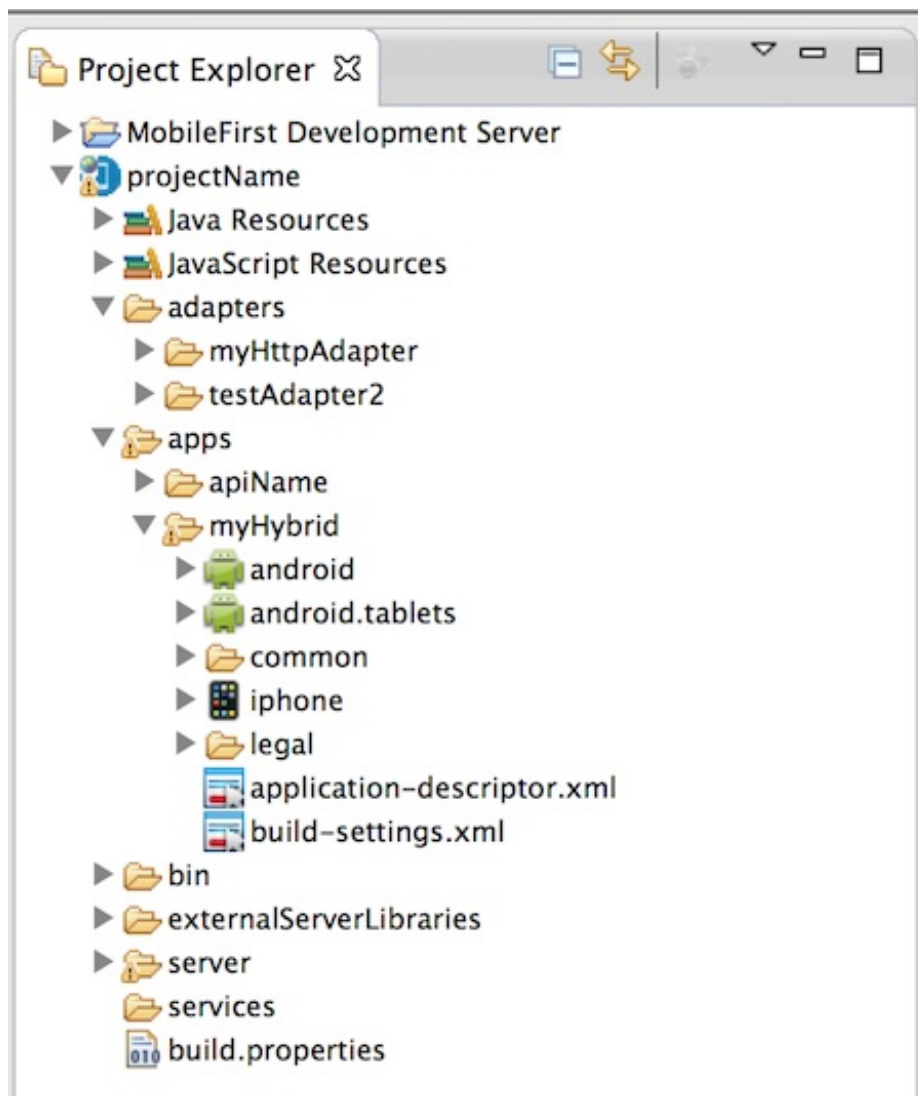 Project Explorer
MobileFirst Development Server
projectName
Java Resources
JavaScript Resources
adapters
myHttpAdapter
testAdapter2
apps
apiName
myHybrid
android
android.tablets
common
iphone
legal
application-descriptor.xml
build-settings.xml
bin
externalServerLibraries
server
services
010
build.properties